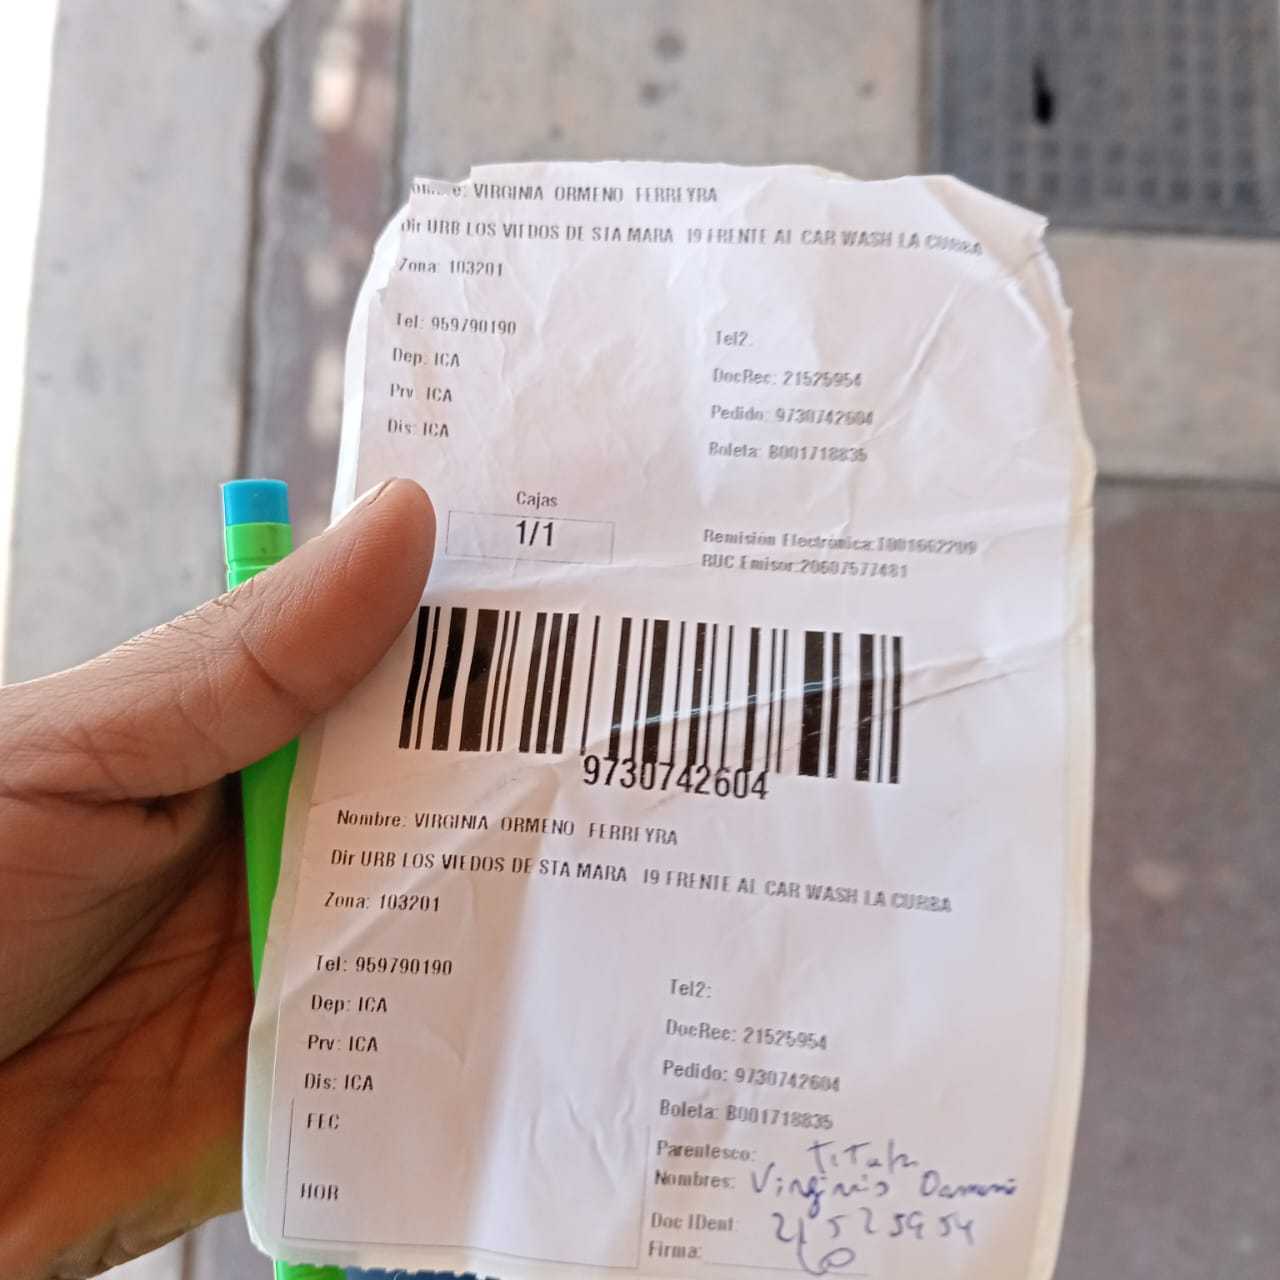 VIRGINIA ORMENO FERREYRA
Dir URB LOS VIEDOS DE STA MARA 19 FRENTE AL CAR WASH LA CURBA
Zona: 103201
Tel: 959790190
Tel2:
Dep: ICA
DocRec: 21525954
Prv: ICA
Pedido: 9730742604
Dis: ICA
Boleta: B001718835
Cajas
1/1
Remisión Electrónica:T001662209
RUC Emisor:20607577481
9730742604
Nombre: VIRGINIA ORMENO FERREYRA
Dir URB LOS VIEDOS DE STA MARA 19 FRENTE AL CAR WASH LA CURBA
Zona: 103201
Tel: 959790190
Tel2:
Dep: ICA
DocRec: 21525954
Prv: ICA
Pedido: 9730742604
Dis: ICA
Boleta: B001718835
FEC
Parentesco: Titular
Nombres: Virginia
HOR
Doc IDent: 21525954
Firma: